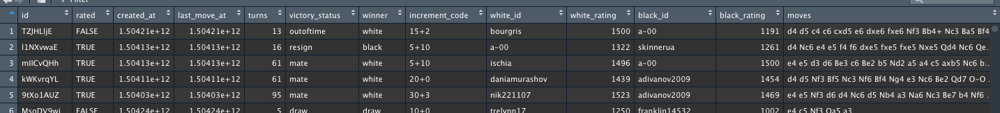 Filter
id rated created_at last_move_at turns victory_status winner increment_code white_id white_rating black_id black_rating moves
1 TZJHLljE FALSE 1.50421e+12 1.50421e+12 13 outoftime white 15+2 bourgris 1500 a-00 1191 d4 d5 c4 c6 cxd5 e6 dxe6 fxe6 Nf3 Bb4+ Nc3 Ba5 Bf4
2 l1NXvwaE TRUE 1.50413e+12 1.50413e+12 16 resign black 5+10 a-00 1322 skinnerua 1261 d4 Nc6 e4 e5 f4 f6 dxe5 fxe5 fxe5 Nxe5 Qd4 Nc6 Qe...
3 mIICvQHh TRUE 1.50413e+12 1.50413e+12 61 mate white 5+10 ischia 1496 a-00 1500 e4 e5 d3 d6 Be3 c6 Be2 b5 Nd2 a5 a4 c5 axb5 Nc6 b...
4 kWKvrqYL TRUE 1.50411e+12 1.50411e+12 61 mate white 20+0 daniamurashov 1439 adivanov2009 1454 d4 d5 Nf3 Bf5 Nc3 Nf6 Bf4 Ng4 e3 Nc6 Be2 Qd7 O-O ...
5 9tXo1AUZ TRUE 1.50403e+12 1.50403e+12 95 mate white 30+3 nik221107 1523 adivanov2009 1469 e4 e5 Nf3 d6 d4 Nc6 d5 Nb4 a3 Na6 Nc3 Be7 b4 Nf6 ...
6 MsoDV9wj FALSE 1.50424e+12 1.50424e+12 5 draw draw 10+0 trelynn17 1250 franklin14532 1002 e4 c5 Nf3 Qa5 a3